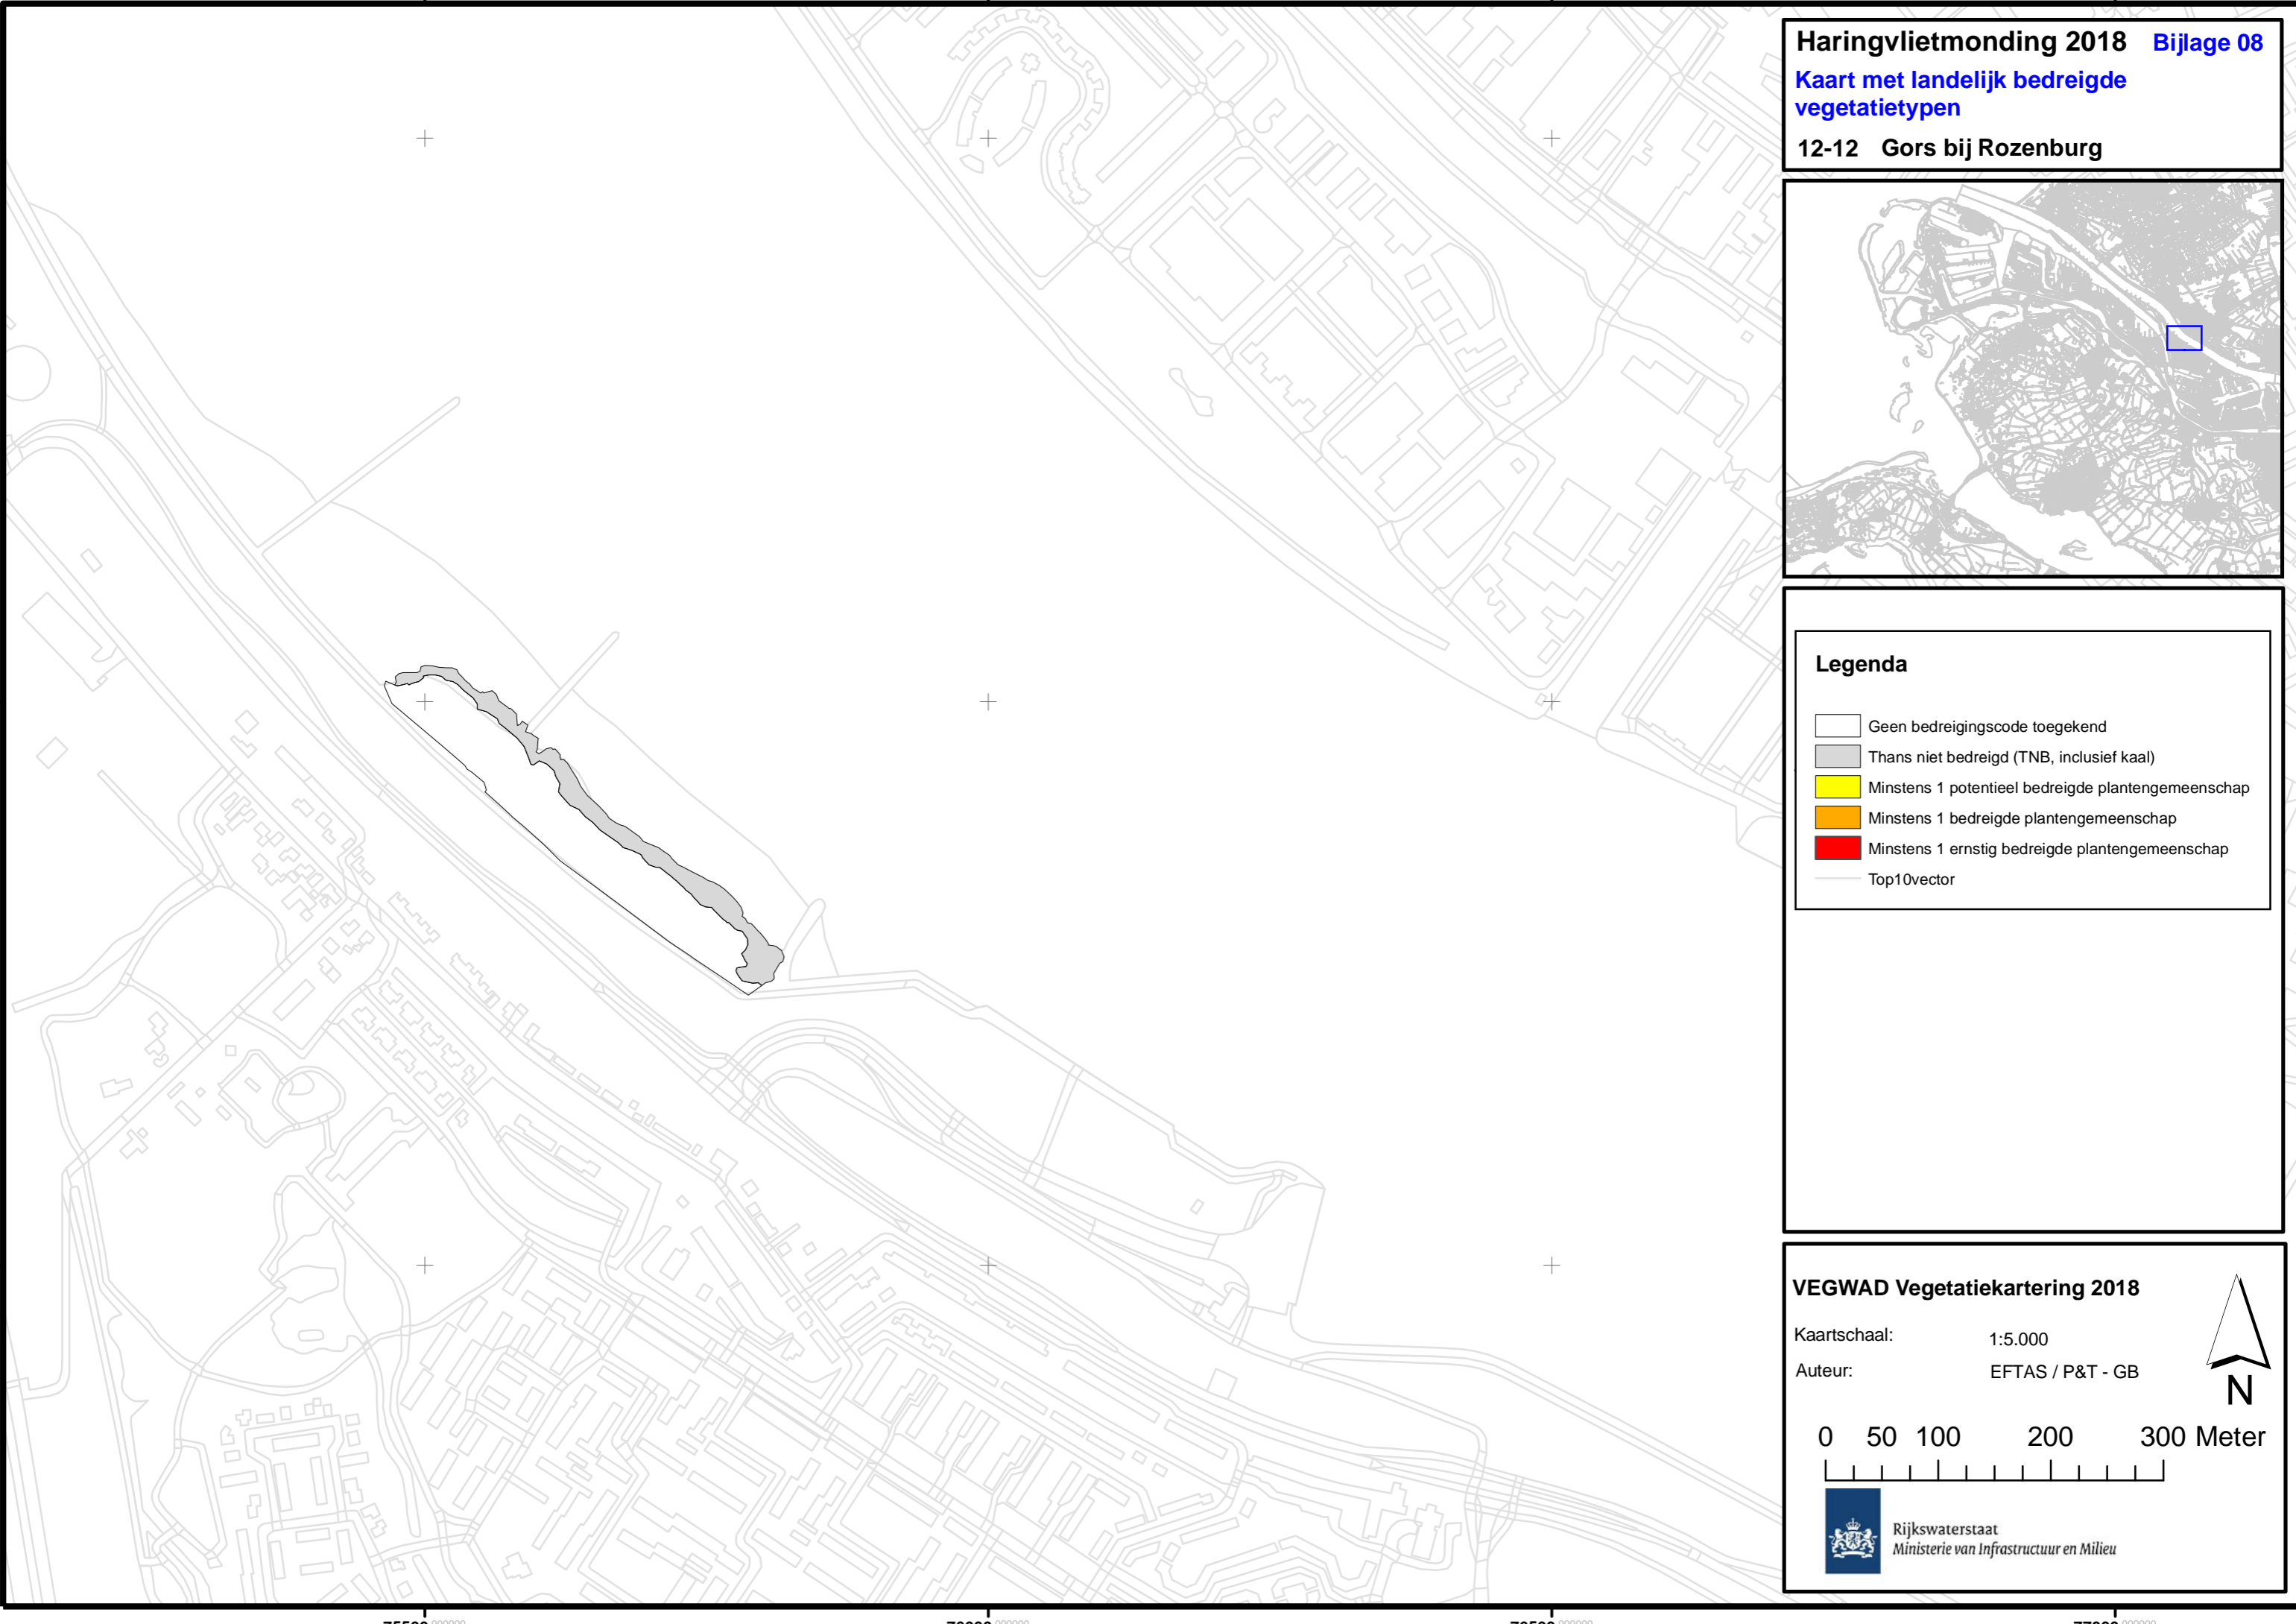 Haringvlietmonding 2018 Bijlage 08
Kaart met landelijk bedreigde
vegetatietypen
12-12 Gors bij Rozenburg
Legenda
Geen bedreigingscode toegekend
Thans niet bedreigd (TNB, inclusief kaal)
Minstens 1 potentieel bedreigde plantengemeenschap
Minstens 1 bedreigde plantengemeenschap
Minstens 1 ernstig bedreigde plantengemeenschap
Top10vector
VEGWAD Vegetatiekartering 2018
Kaartschaal: 1:5.000
Auteur: EFTAS / P&T - GB
N
0 50 100 200 300 Meter
Rijkswaterstaat
Ministerie van Infrastructuur en Milieu